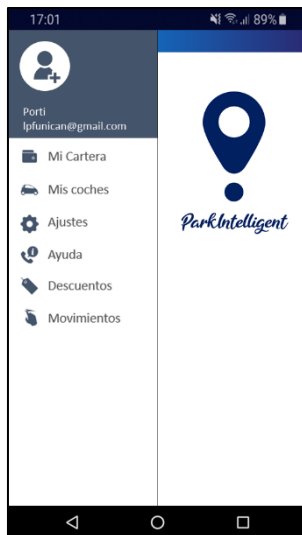 17:01
89%
Porti
lpfunican@gmail.com
Mi Cartera
Mis coches
Ajustes
Ayuda
Descuentos
Movimientos
ParkIntelligent